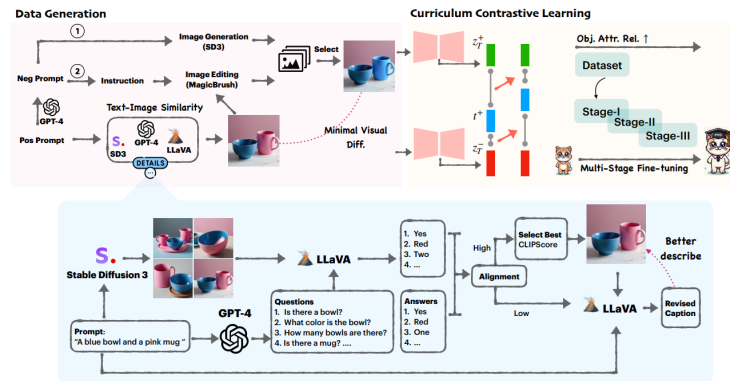 Data Generation
Curriculum Contrastive Learning
1
Image Generation
(SD3)
Select
Neg Prompt
2
Instruction
Image Editing
(MagicBrush)
GPT-4
Text-Image Similarity
Pos Prompt
S.
SD3
GPT-4
LLaVA
DETAILS
...
Minimal Visual
Diff.
z_T^+
t^+
z_T^-
Obj. Attr. Rel. ↑
Dataset
Stage-I
Stage-II
Stage-III
Multi-Stage Fine-tuning
S.
Stable Diffusion 3
LLaVA
1. Yes
2. Red
3. Two
4. ...
High
Select Best
CLIPScore
Better
describe
Alignment
Low
LLaVA
Revised
Caption
Prompt:
"A blue bowl and a pink mug "
GPT-4
Questions
1. Is there a bowl?
2. What color is the bowl?
3. How many bowls are there?
4. Is there a mug? ....
Answers
1. Yes
2. Red
3. One
4. ...